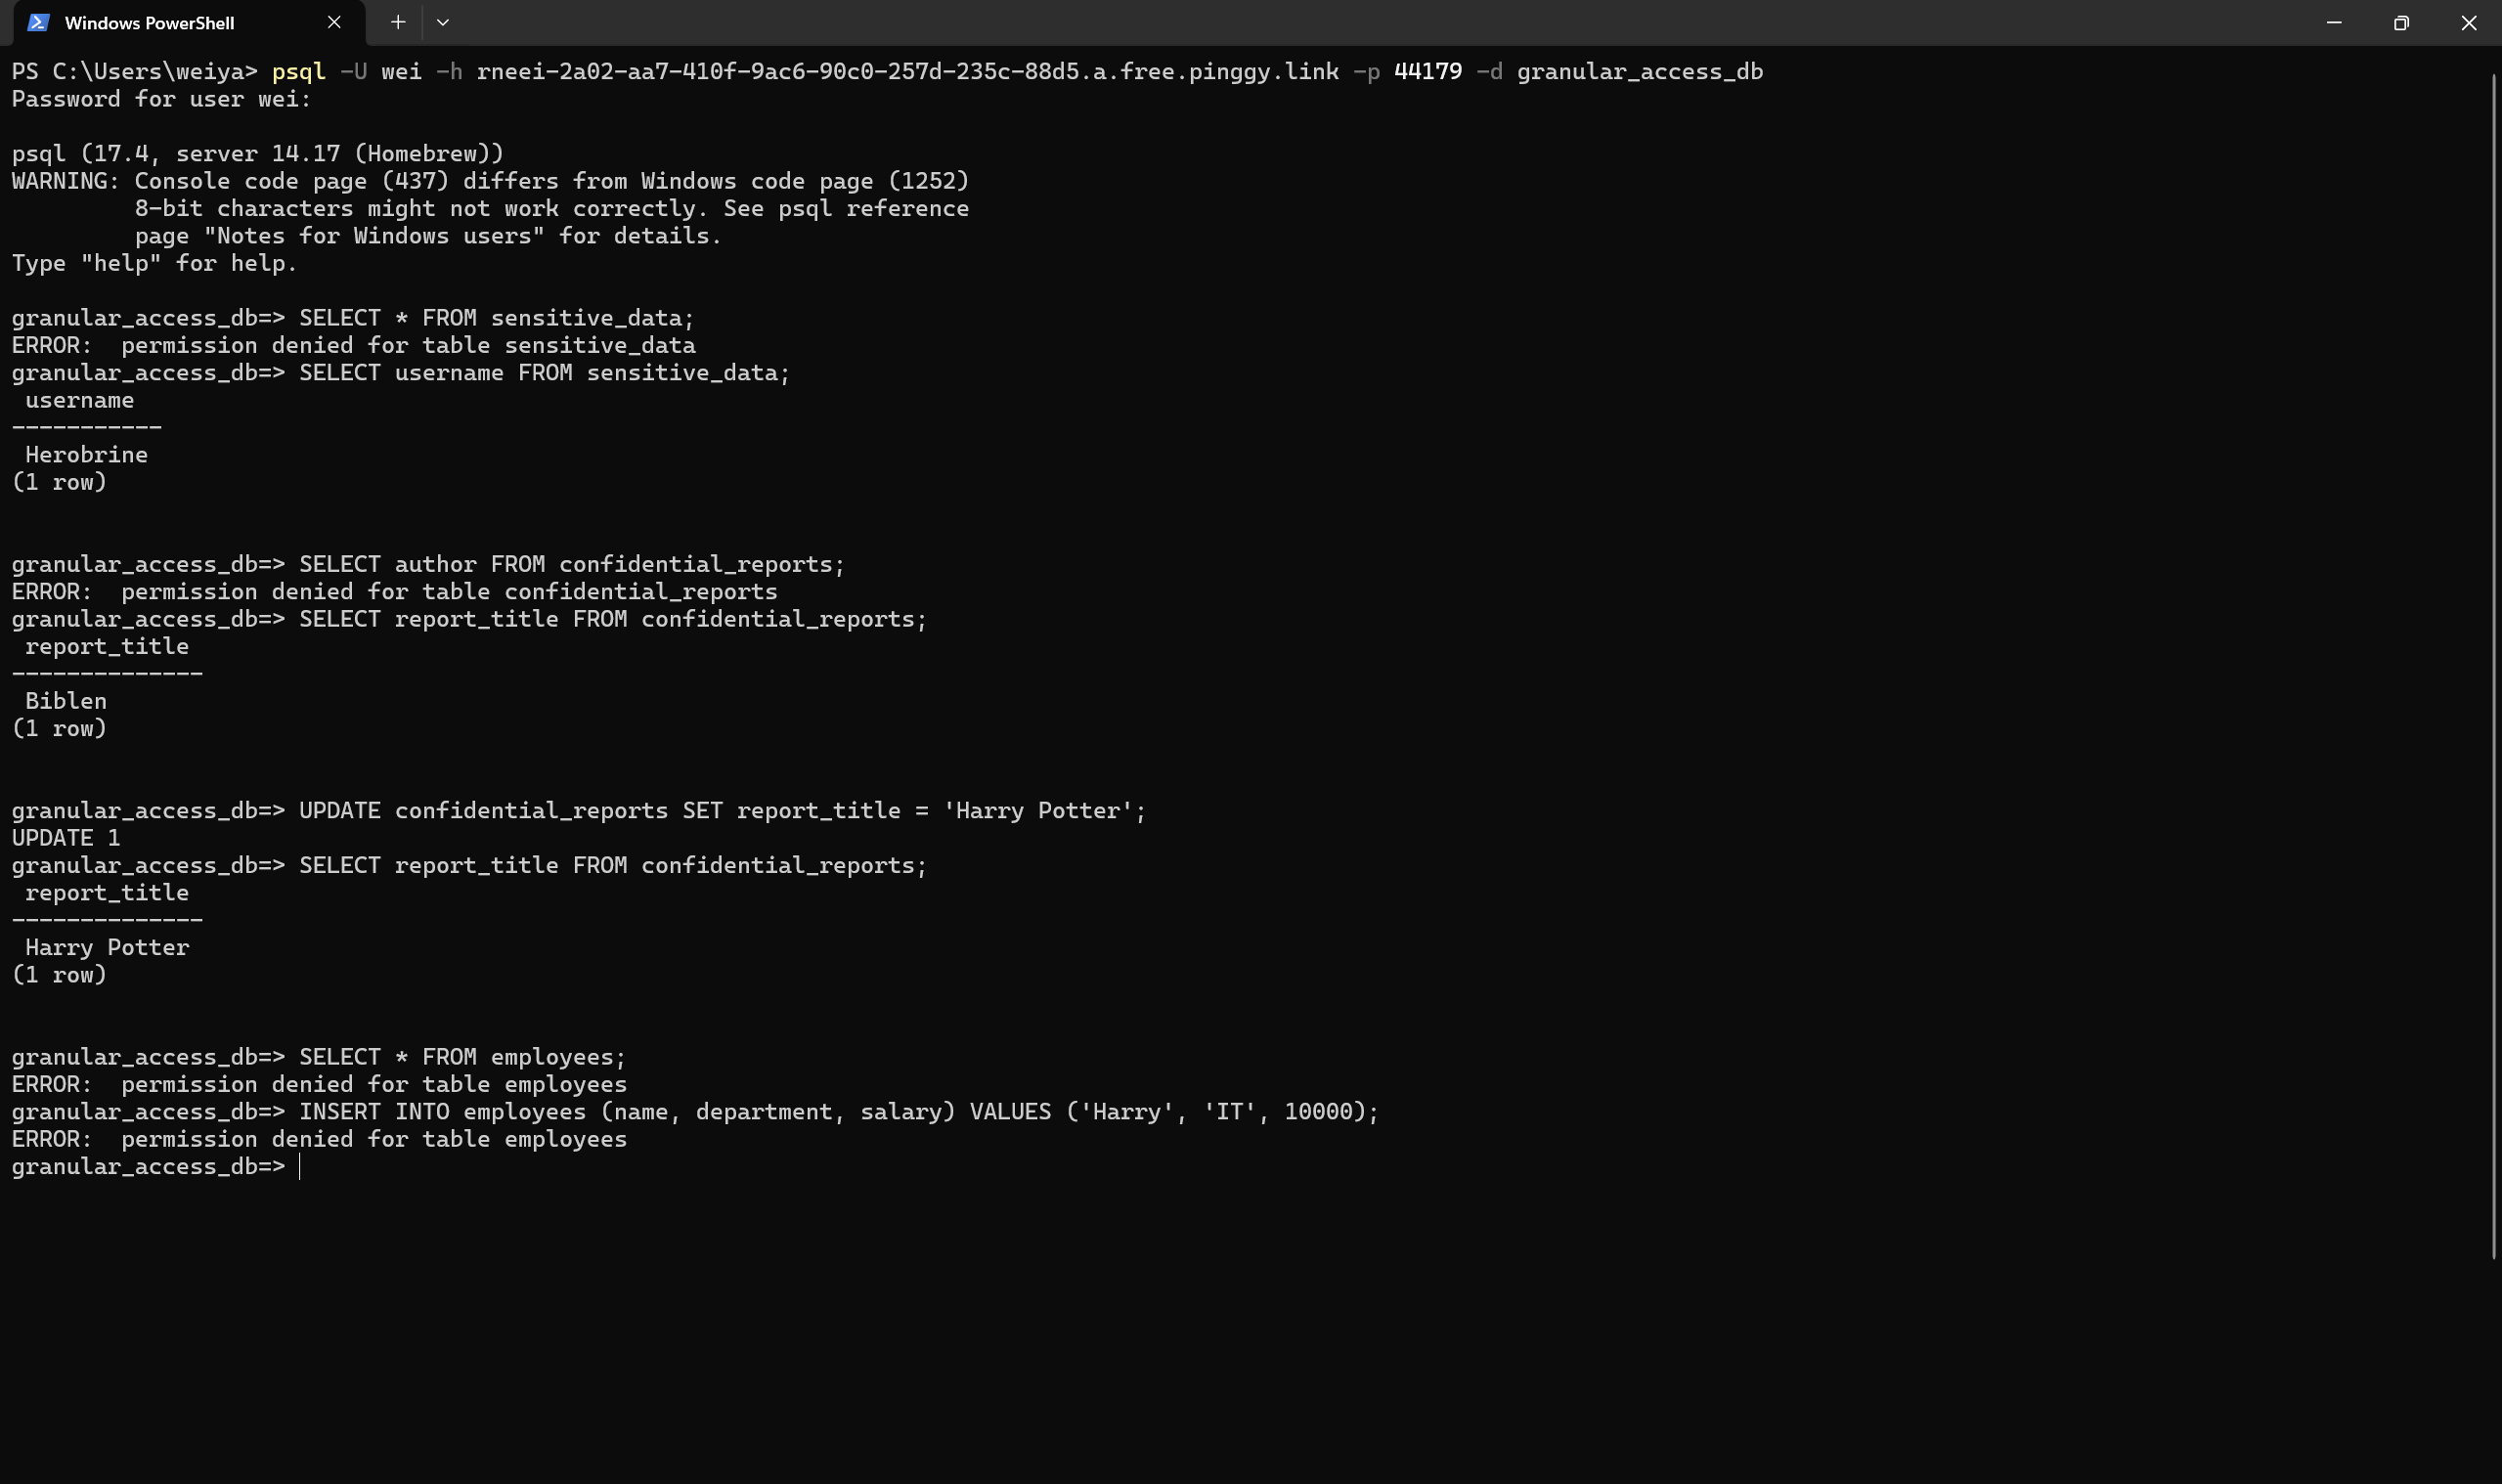 Windows PowerShell
PS C:\Users\weiya> psql -U wei -h rneei-2a02-aa7-410f-9ac6-90c0-257d-235c-88d5.a.free.pinggy.link -p 44179 -d granular_access_db
Password for user wei:

psql (17.4, server 14.17 (Homebrew))
WARNING: Console code page (437) differs from Windows code page (1252)
         8-bit characters might not work correctly. See psql reference
         page "Notes for Windows users" for details.
Type "help" for help.

granular_access_db=> SELECT * FROM sensitive_data;
ERROR:  permission denied for table sensitive_data
granular_access_db=> SELECT username FROM sensitive_data;
 username
-----------
 Herobrine
(1 row)


granular_access_db=> SELECT author FROM confidential_reports;
ERROR:  permission denied for table confidential_reports
granular_access_db=> SELECT report_title FROM confidential_reports;
 report_title
--------------
 Biblen
(1 row)


granular_access_db=> UPDATE confidential_reports SET report_title = 'Harry Potter';
UPDATE 1
granular_access_db=> SELECT report_title FROM confidential_reports;
 report_title
--------------
 Harry Potter
(1 row)


granular_access_db=> SELECT * FROM employees;
ERROR:  permission denied for table employees
granular_access_db=> INSERT INTO employees (name, department, salary) VALUES ('Harry', 'IT', 10000);
ERROR:  permission denied for table employees
granular_access_db=>